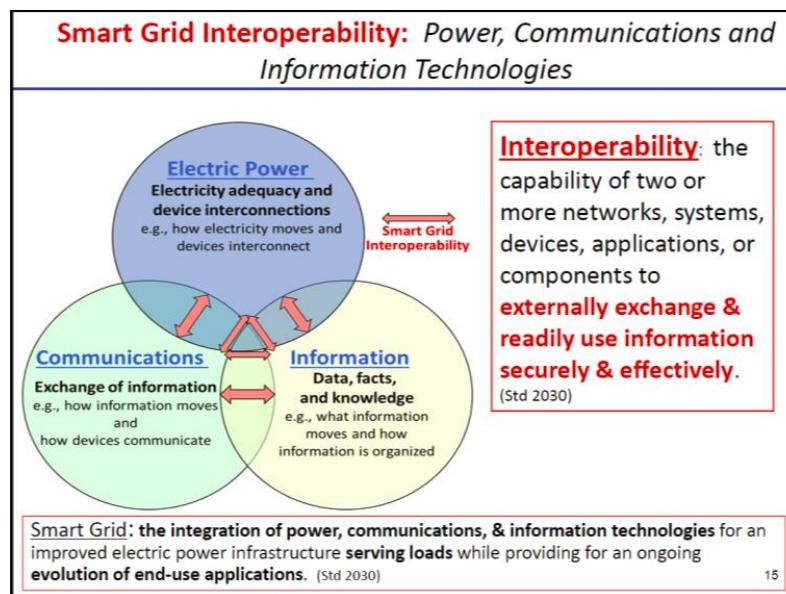 Smart Grid Interoperability: Power, Communications and
Information Technologies
Electric Power
Electricity adequacy and
device interconnections
e.g., how electricity moves and
devices interconnect
Smart Grid
Interoperability
Communications
Exchange of information
e.g., how information moves
and
how devices communicate
Information
Data, facts,
and knowledge
e.g., what information
moves and how
information is organized
Interoperability: the
capability of two or
more networks, systems,
devices, applications, or
components to
externally exchange &
readily use information
securely & effectively.
(Std 2030)
Smart Grid: the integration of power, communications, & information technologies for an
improved electric power infrastructure serving loads while providing for an ongoing
evolution of end-use applications. (Std 2030)
15